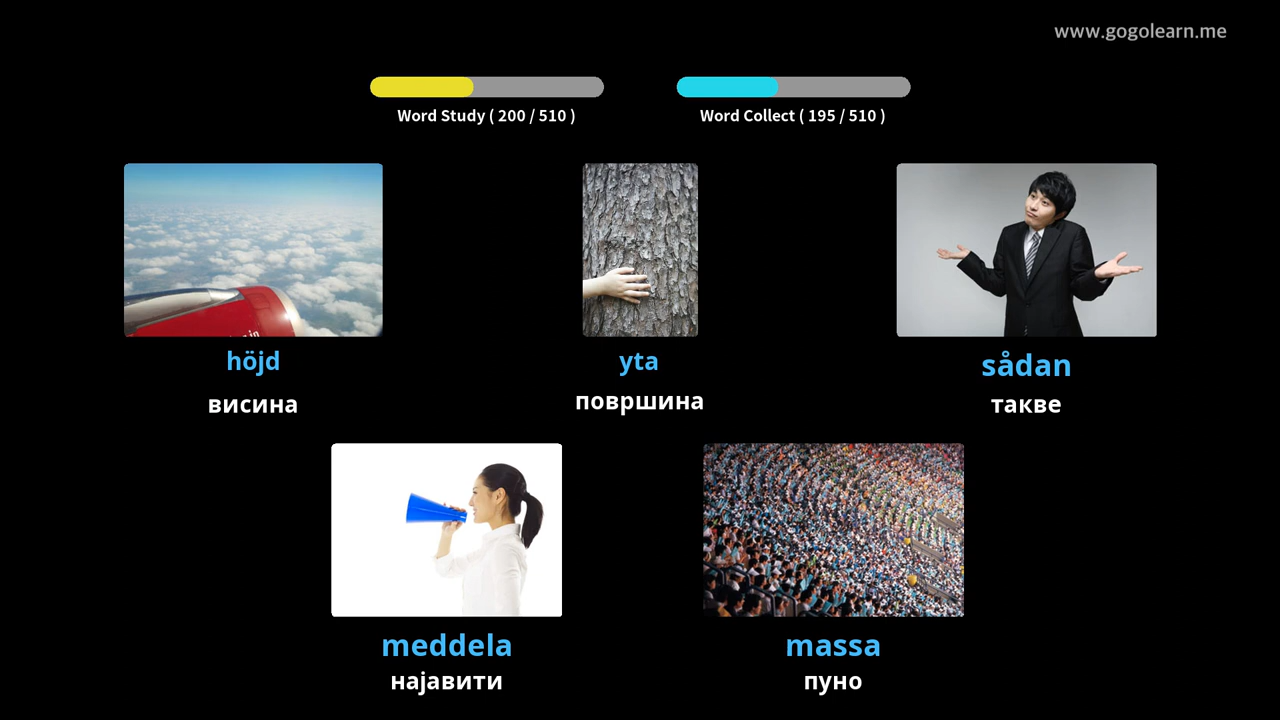 www.gogolearn.me
Word Study ( 200 / 510 )
Word Collect ( 195 / 510 )
höjd
yta
sådan
висина
површина
такве
meddela
massa
најавити
пуно